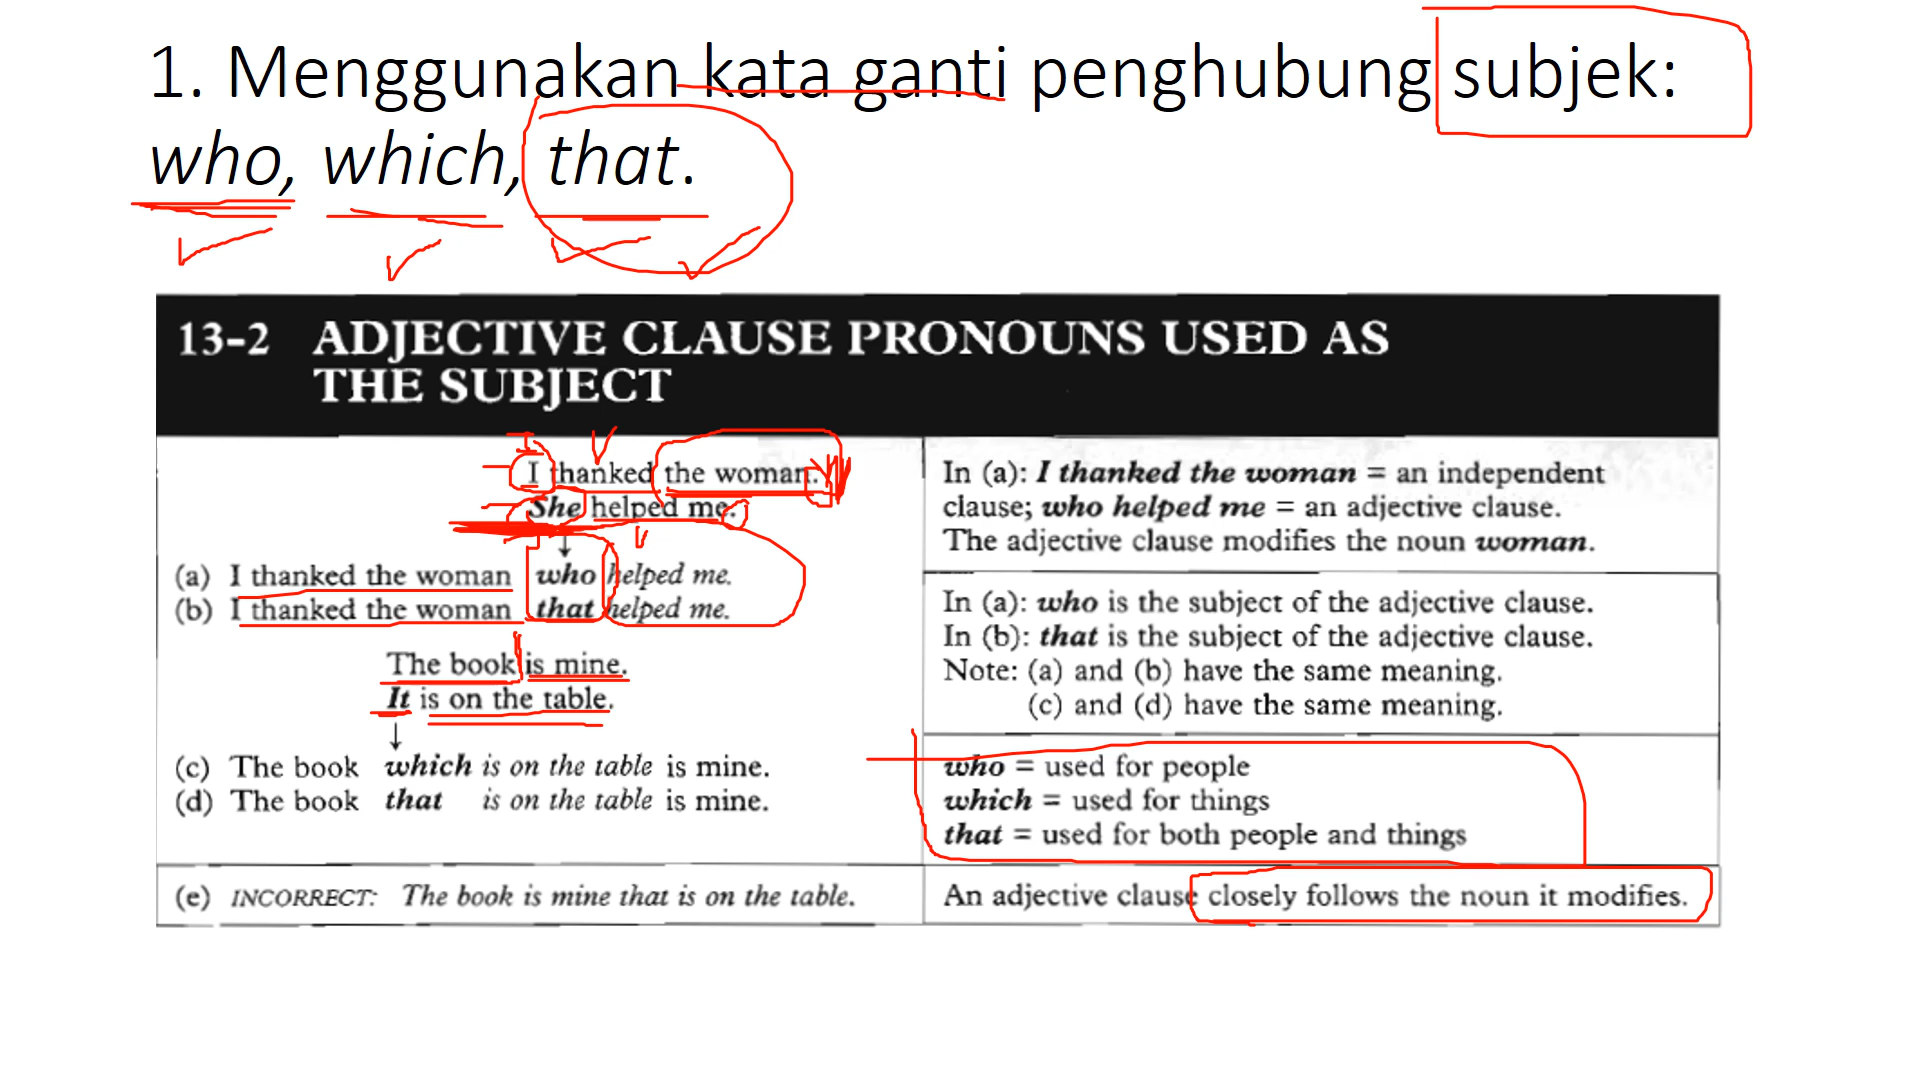 1. Menggunakan kata ganti penghubung subjek:
who, which, that.
13-2 ADJECTIVE CLAUSE PRONOUNS USED AS
THE SUBJECT
I thanked the woman.
She helped me.
↓
(a) I thanked the woman who helped me.
(b) I thanked the woman that helped me.
The book is mine.
It is on the table.
↓
(c) The book which is on the table is mine.
(d) The book that is on the table is mine.
In (a): I thanked the woman = an independent
clause; who helped me = an adjective clause.
The adjective clause modifies the noun woman.
In (a): who is the subject of the adjective clause.
In (b): that is the subject of the adjective clause.
Note: (a) and (b) have the same meaning.
(c) and (d) have the same meaning.
who = used for people
which = used for things
that = used for both people and things
(e) INCORRECT: The book is mine that is on the table.
An adjective clause closely follows the noun it modifies.